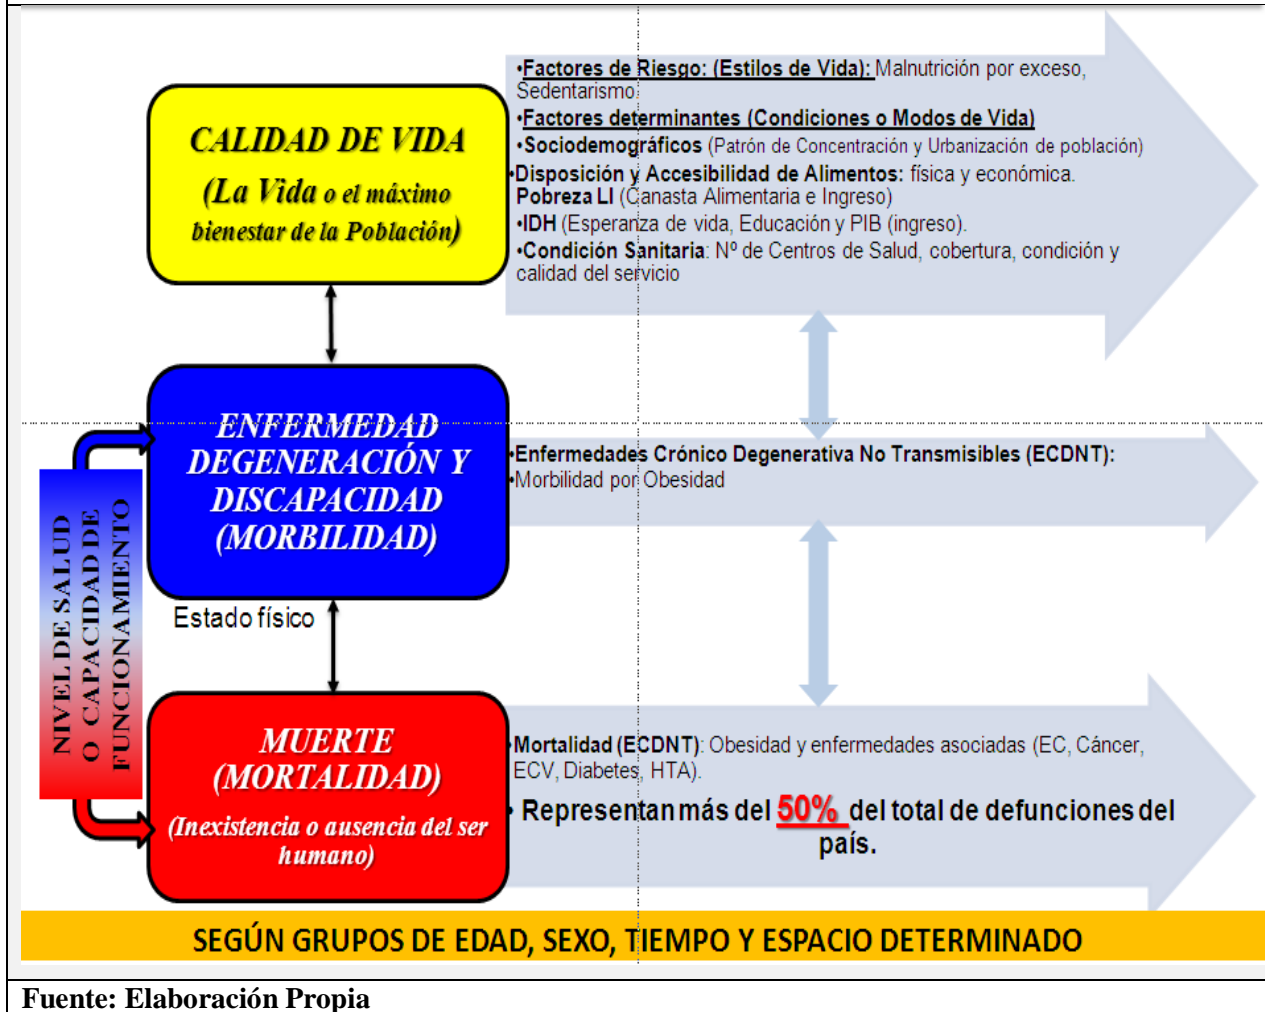 CALIDAD DE VIDA
(La Vida o el máximo
bienestar de la Población)
•Factores de Riesgo: (Estilos de Vida): Malnutrición por exceso,
Sedentarismo
•Factores determinantes (Condiciones o Modos de Vida)
•Sociodemográficos (Patrón de Concentración y Urbanización de población)
•Disposición y Accesibilidad de Alimentos: física y económica.
Pobreza LI (Canasta Alimentaria e Ingreso)
•IDH (Esperanza de vida, Educación y PIB (ingreso).
•Condición Sanitaria: Nº de Centros de Salud, cobertura, condición y
calidad del servicio
ENFERMEDAD
DEGENERACIÓN Y
DISCAPACIDAD
(MORBILIDAD)
•Enfermedades Crónico Degenerativa No Transmisibles (ECDNT):
•Morbilidad por Obesidad
NIVEL DE SALUD
O CAPACIDAD DE
FUNCIONAMIENTO
Estado físico
MUERTE
(MORTALIDAD)
(Inexistencia o ausencia del ser
humano)
•Mortalidad (ECDNT): Obesidad y enfermedades asociadas (EC, Cáncer,
ECV, Diabetes, HTA).
• Representan más del 50% del total de defunciones del
país.
SEGÚN GRUPOS DE EDAD, SEXO, TIEMPO Y ESPACIO DETERMINADO
Fuente: Elaboración Propia